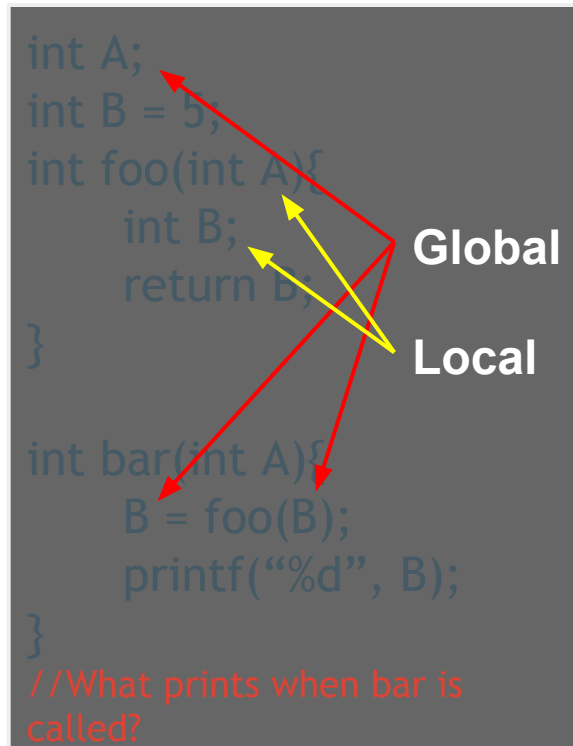 int A;
int B = 5;
int foo(int A){
int B;
return B;
}
Global
Local
int bar(int A){
B = foo(B);
printf(“%d”, B);
}
//What prints when bar is
called?